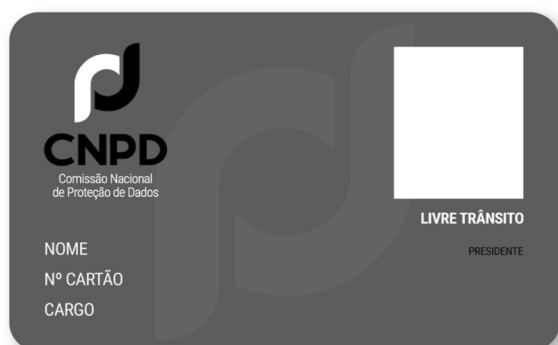 CNPD
Comissão Nacional
de Proteção de Dados
LIVRE TRÂNSITO
PRESIDENTE
NOME
Nº CARTÃO
CARGO